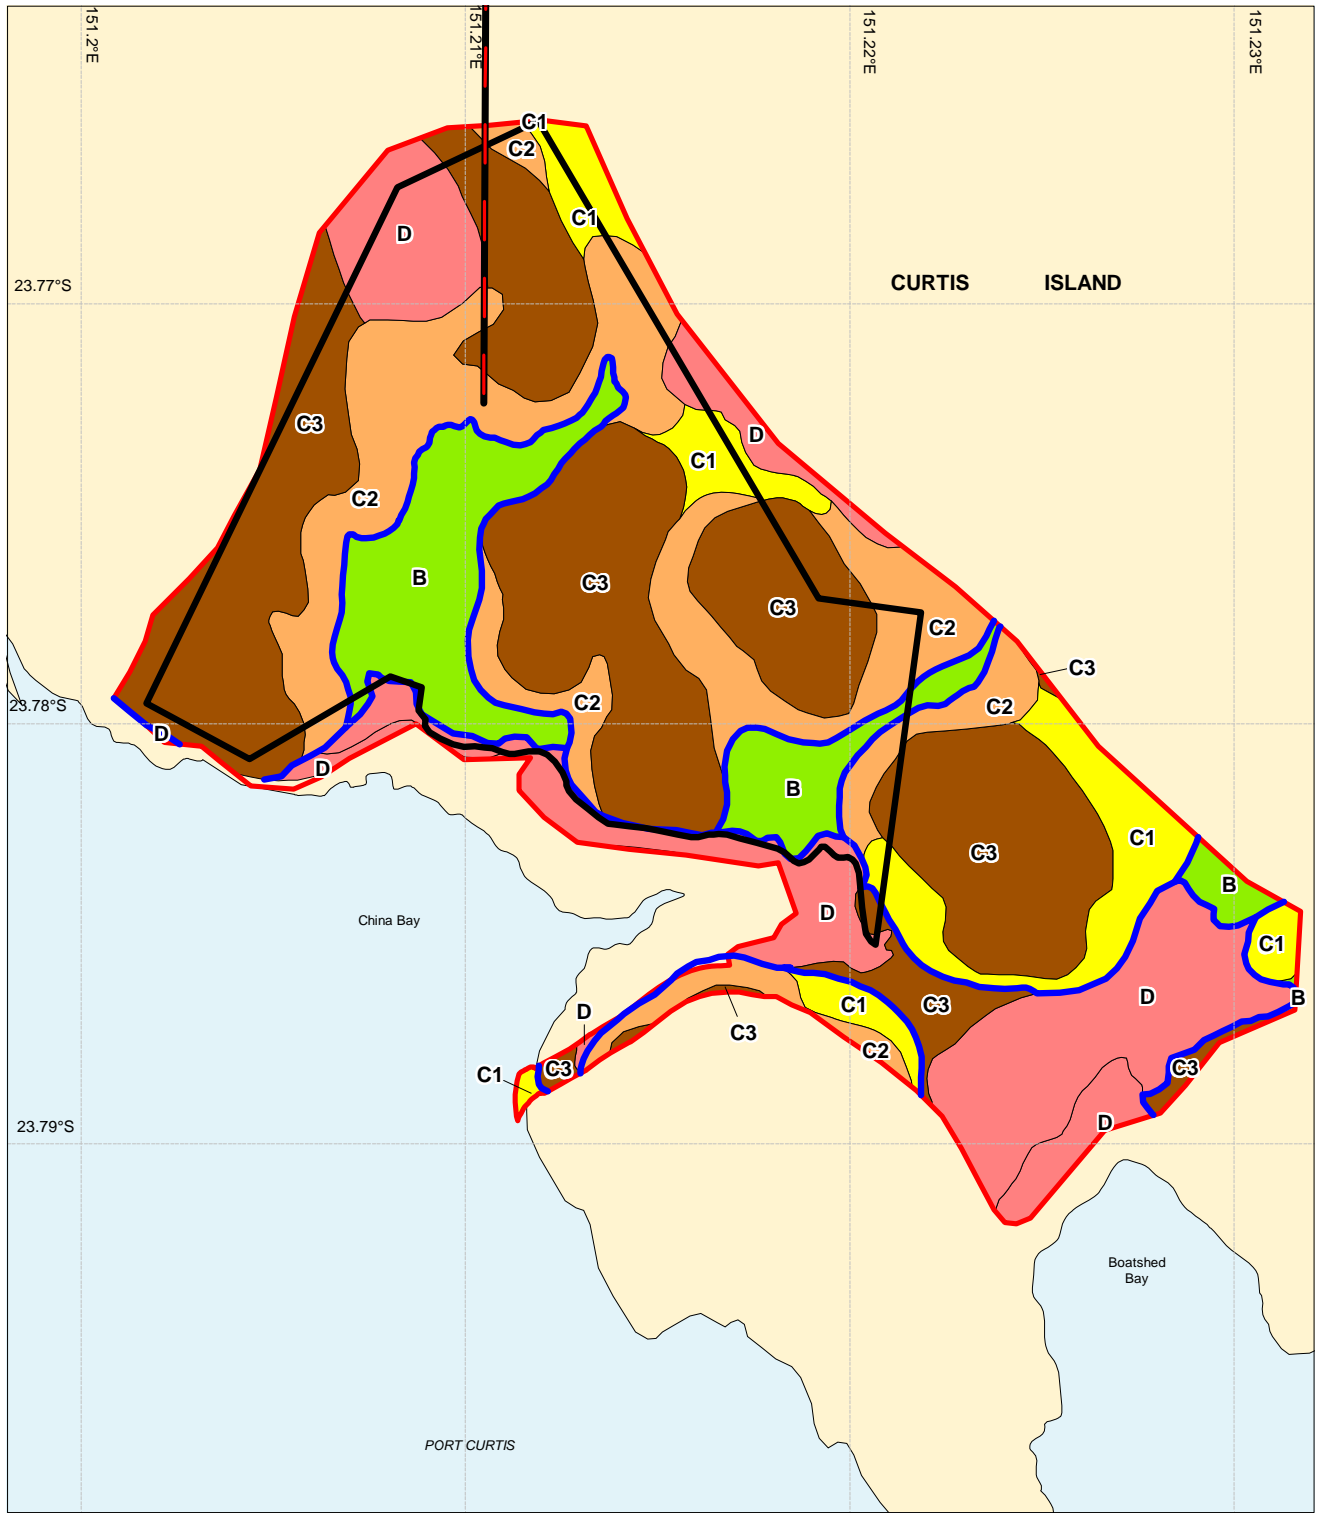 151.2°E
151.21°E
151.22°E
151.23°E
C1
C2
C1
D
23.77°S
CURTIS ISLAND
C3
D
C1
C2
B
C3
C3
C2
C3
C2
C2
23.78°S
D
D
B
C1
C3
B
D
China Bay
C1
D
B
C1
C3
D
C3
C2
C3
C1
C3
D
23.79°S
Boatshed
Bay
PORT CURTIS